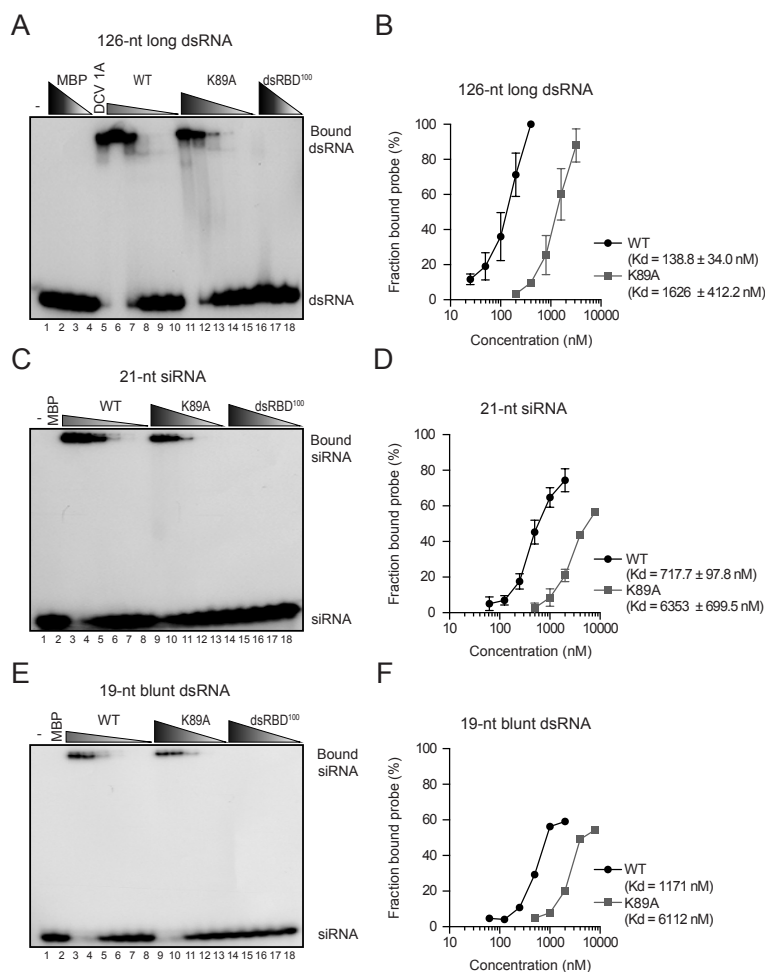 A
126-nt long dsRNA
- MBP DCV 1A WT K89A dsRBD¹⁰⁰
Bound
dsRNA
dsRNA
1 2 3 4 5 6 7 8 9 10 11 12 13 14 15 16 17 18
B
126-nt long dsRNA
Fraction bound probe (%)
100
80
60
40
20
0
10 100 1000 10000
Concentration (nM)
WT
(Kd = 138.8 ± 34.0 nM)
K89A
(Kd = 1626 ± 412.2 nM)
C
21-nt siRNA
- MBP WT K89A dsRBD¹⁰⁰
Bound
siRNA
siRNA
1 2 3 4 5 6 7 8 9 10 11 12 13 14 15 16 17 18
D
21-nt siRNA
Fraction bound probe (%)
100
80
60
40
20
0
10 100 1000 10000
Concentration (nM)
WT
(Kd = 717.7 ± 97.8 nM)
K89A
(Kd = 6353 ± 699.5 nM)
E
19-nt blunt dsRNA
- MBP WT K89A dsRBD¹⁰⁰
Bound
siRNA
siRNA
1 2 3 4 5 6 7 8 9 10 11 12 13 14 15 16 17 18
F
19-nt blunt dsRNA
Fraction bound probe (%)
100
80
60
40
20
0
10 100 1000 10000
Concentration (nM)
WT
(Kd = 1171 nM)
K89A
(Kd = 6112 nM)